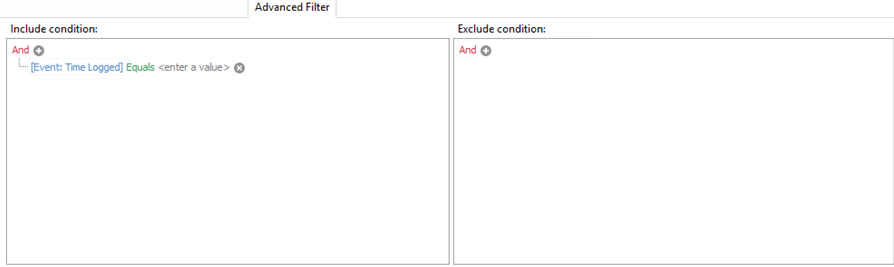 Advanced Filter
Include condition:
Exclude condition:
And
[Event: Time Logged] Equals <enter a value>
And